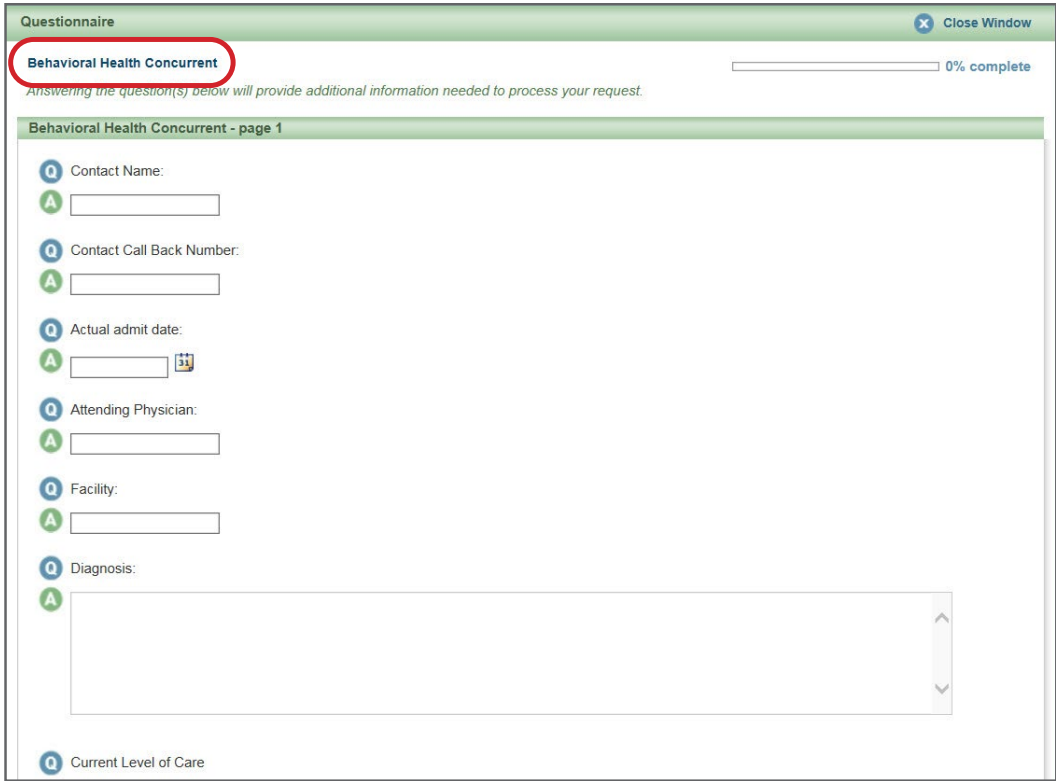 Questionnaire
Close Window
Behavioral Health Concurrent
0% complete
Answering the question(s) below will provide additional information needed to process your request.
Behavioral Health Concurrent - page 1
Q Contact Name:
A
Q Contact Call Back Number:
A
Q Actual admit date:
A 31
Q Attending Physician:
A
Q Facility:
A
Q Diagnosis:
A
Q Current Level of Care